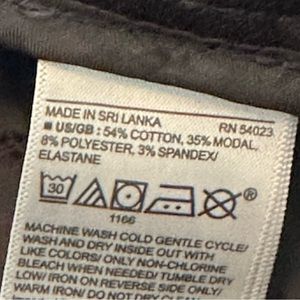 MADE IN SRI LANKA RN 54023
■ US/GB : 54% COTTON, 35% MODAL,
8% POLYESTER, 3% SPANDEX/
ELASTANE
30 ®
1166
MACHINE WASH COLD GENTLE CYCLE/
WASH AND DRY INSIDE OUT WITH
LIKE COLORS/ ONLY NON-CHLORINE
BLEACH WHEN NEEDED/ TUMBLE DRY
LOW/ IRON ON REVERSE SIDE ONLY/
WARM IRON/ DO NOT DRY CLEAN